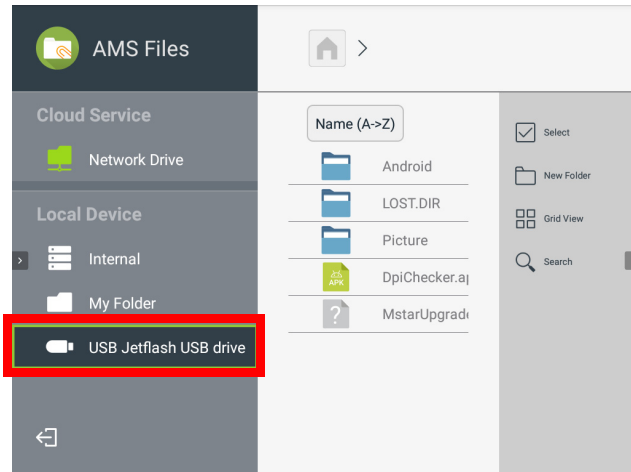 AMS Files
Cloud Service
Network Drive
Local Device
Internal
My Folder
USB Jetflash USB drive
Name (A->Z)
Android
LOST.DIR
Picture
APK
DpiChecker.ap
?
MstarUpgrade
Select
New Folder
Grid View
Search